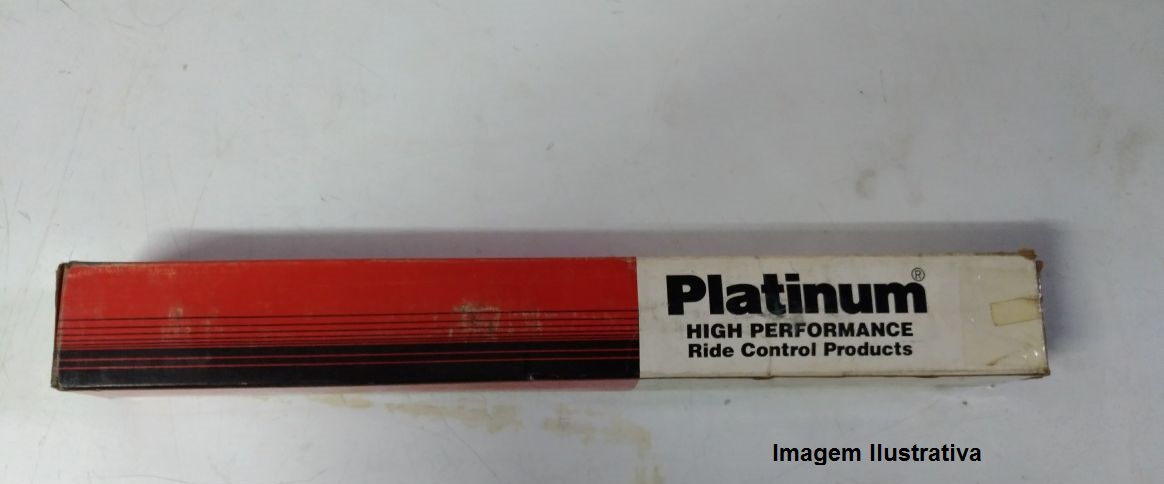 Platinum®
HIGH PERFORMANCE
Ride Control Products
Imagem Ilustrativa